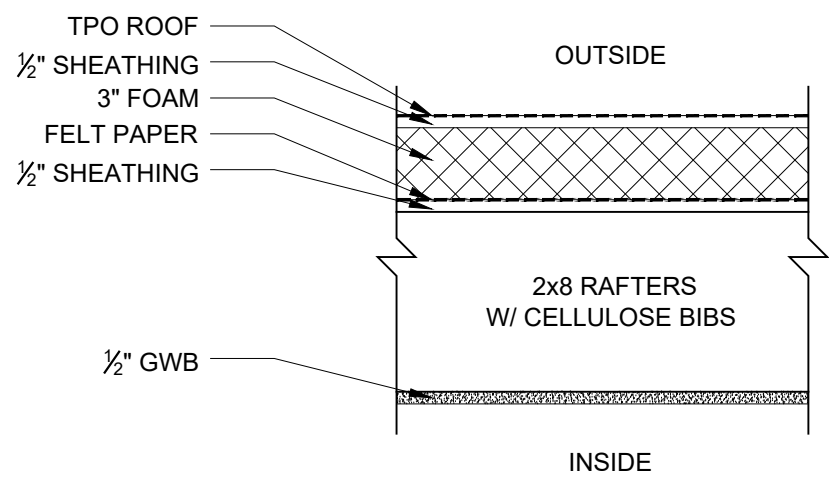 TPO ROOF
½" SHEATHING
3" FOAM
FELT PAPER
½" SHEATHING
OUTSIDE
2x8 RAFTERS
W/ CELLULOSE BIBS
½" GWB
INSIDE